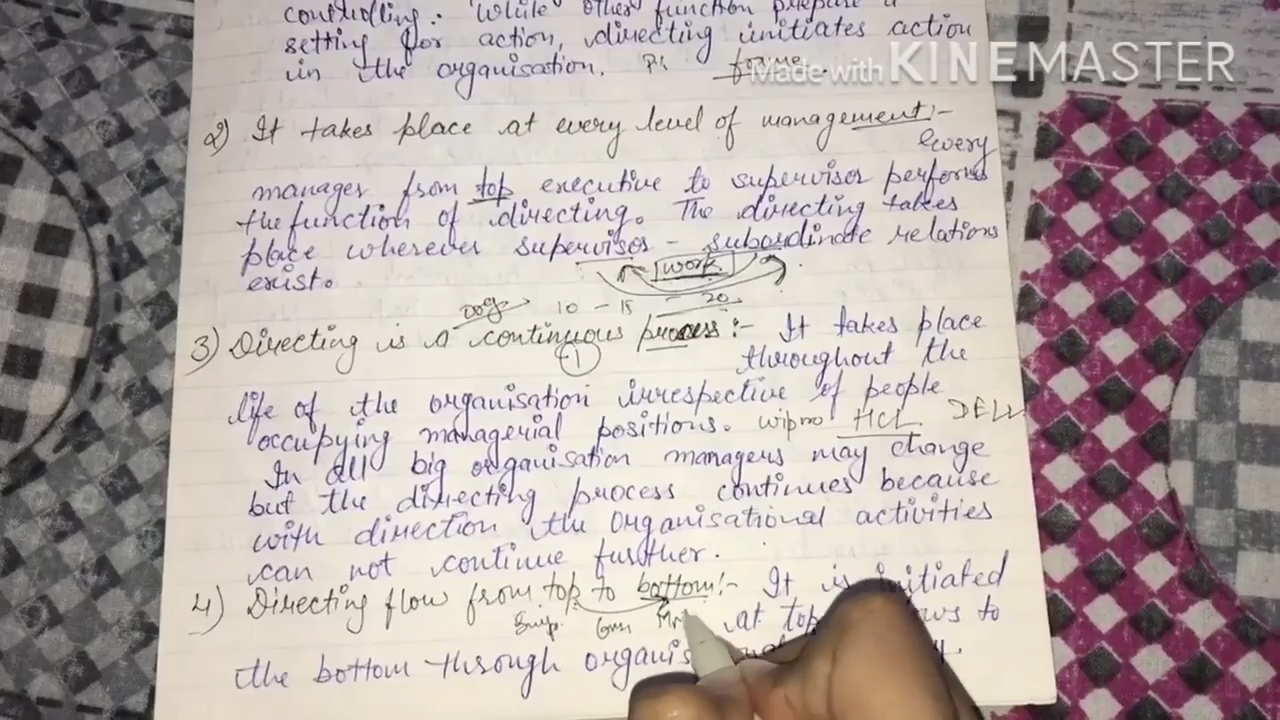 controlling. While other function prepare a
setting for action, directing initiates action
in the organisation.
Made with KINEMASTER
2) It takes place at every level of management:-
Every
manager from top executive to supervisor performs
the function of directing. The directing takes
place wherever supervisor - subordinate relations
exist.
work
10 - 15 - 20
3) Directing is a continuous process:- It takes place
1
throughout the
life of the organisation irrespective of people
occupying managerial positions. wipro HCL DELL
In all big organisation managers may change
but the directing process continues because
with direction the organisational activities
can not continue further.
4) Directing flow from top to bottom:- It is initiated
at top
to
the bottom through